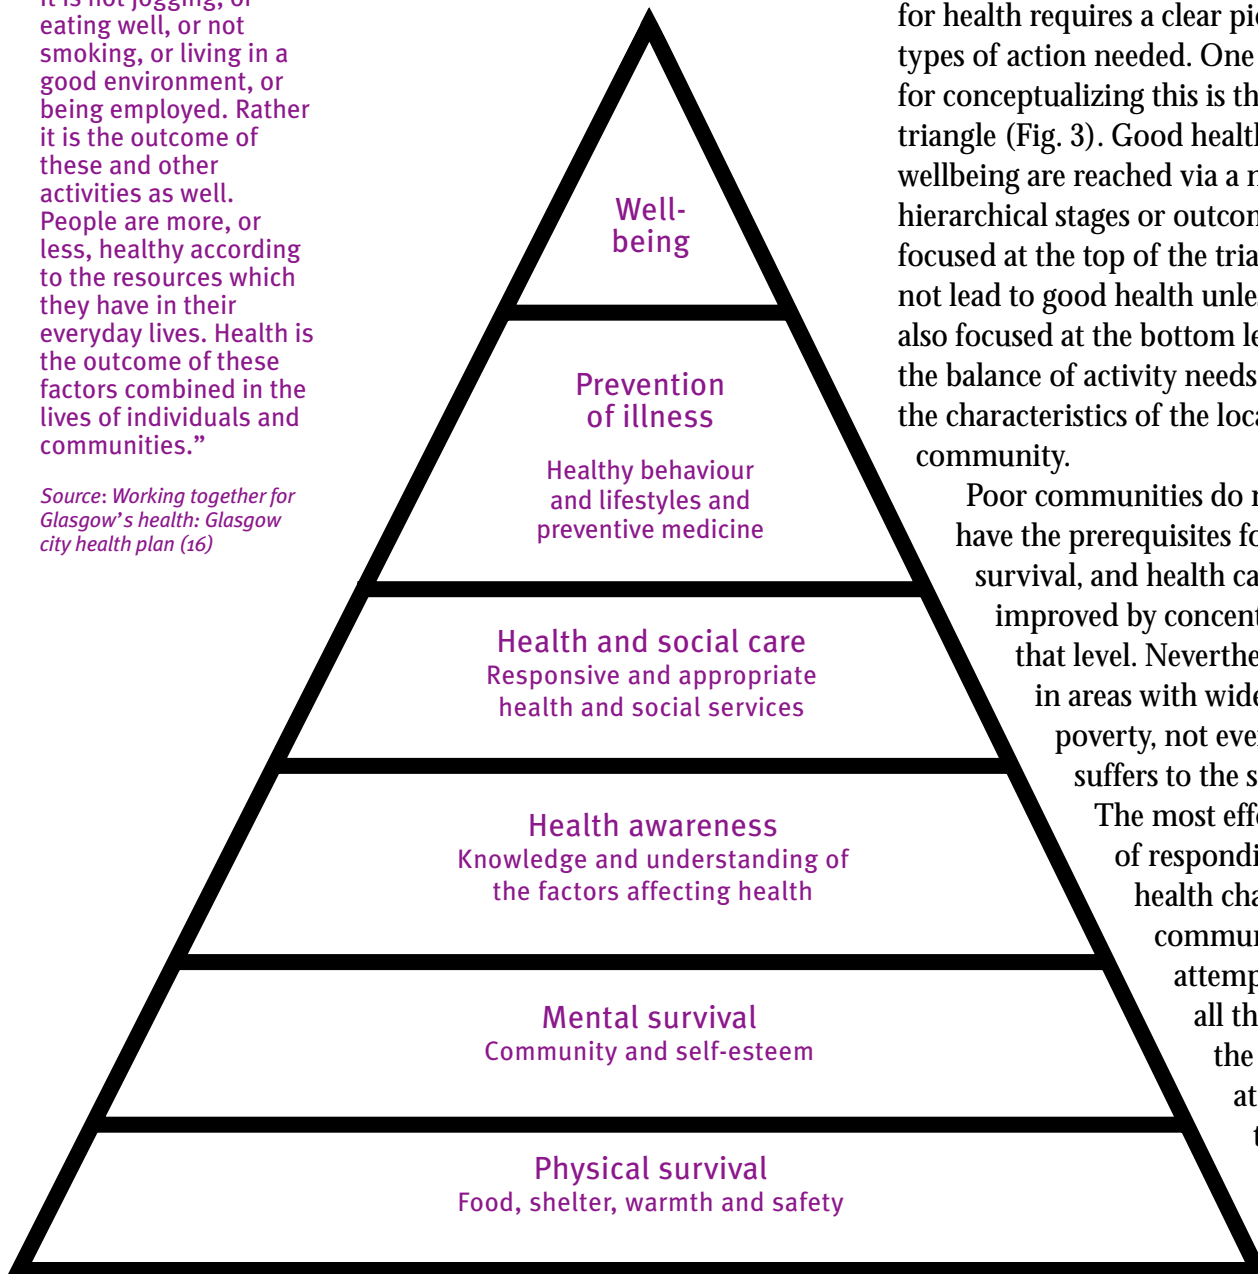 it is not jogging, or
eating well, or not
smoking, or living in a
good environment, or
being employed. Rather
it is the outcome of
these and other
activities as well.
People are more, or
less, healthy according
to the resources which
they have in their
everyday lives. Health is
the outcome of these
factors combined in the
lives of individuals and
communities.”
Source: Working together for
Glasgow’s health: Glasgow
city health plan (16)
Well-
being
Prevention
of illness
Healthy behaviour
and lifestyles and
preventive medicine
Health and social care
Responsive and appropriate
health and social services
Health awareness
Knowledge and understanding of
the factors affecting health
Mental survival
Community and self-esteem
Physical survival
Food, shelter, warmth and safety
for health requires a clear pi
types of action needed. One
for conceptualizing this is th
triangle (Fig. 3). Good health
wellbeing are reached via a
hierarchical stages or outco
focused at the top of the tria
not lead to good health unle
also focused at the bottom le
the balance of activity needs
the characteristics of the loca
community.
Poor communities do
have the prerequisites fo
survival, and health ca
improved by concent
that level. Neverthe
in areas with wide
poverty, not eve
suffers to the s
The most eff
of respondi
health cha
commun
attemp
all th
the
at
t